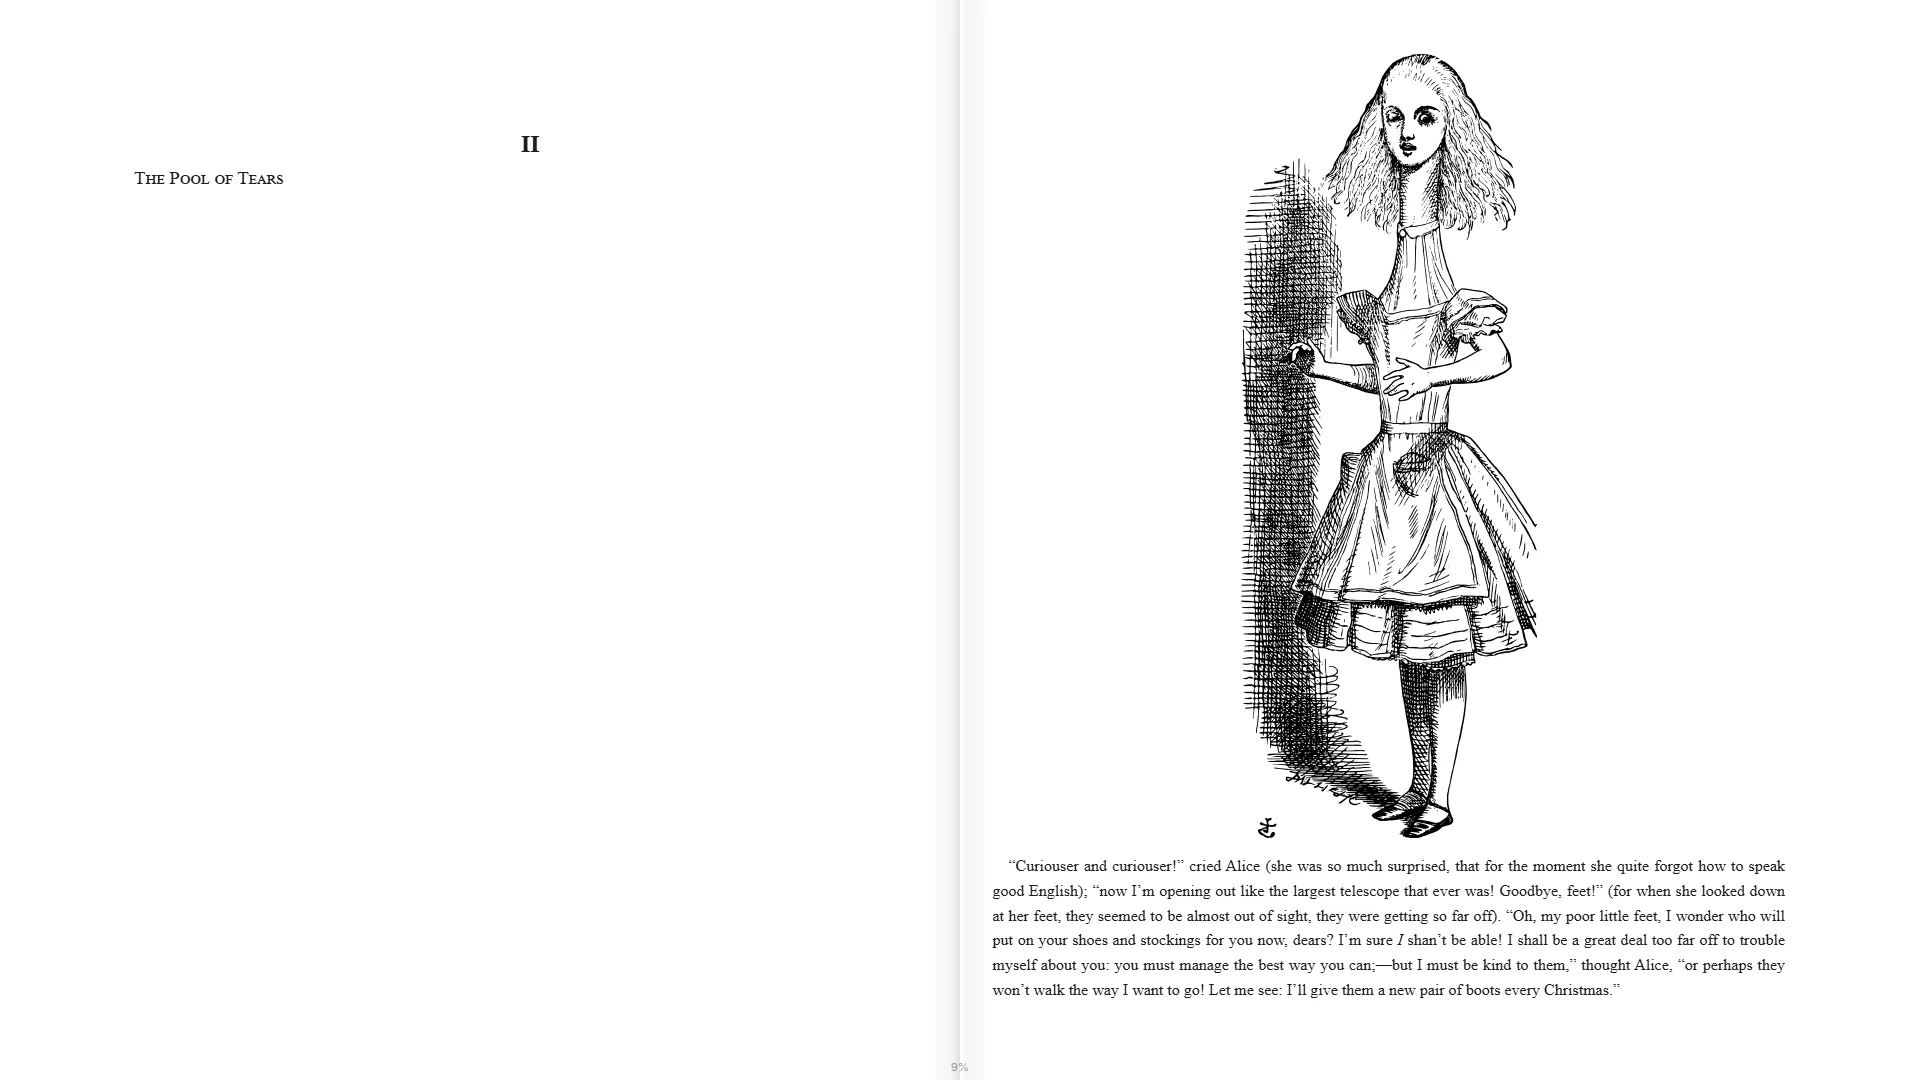 II
The Pool of Tears
“Curiouser and curiouser!” cried Alice (she was so much surprised, that for the moment she quite forgot how to speak
good English); “now I’m opening out like the largest telescope that ever was! Goodbye, feet!” (for when she looked down
at her feet, they seemed to be almost out of sight, they were getting so far off). “Oh, my poor little feet, I wonder who will
put on your shoes and stockings for you now, dears? I’m sure I shan’t be able! I shall be a great deal too far off to trouble
myself about you: you must manage the best way you can;—but I must be kind to them,” thought Alice, “or perhaps they
won’t walk the way I want to go! Let me see: I’ll give them a new pair of boots every Christmas.”
9%